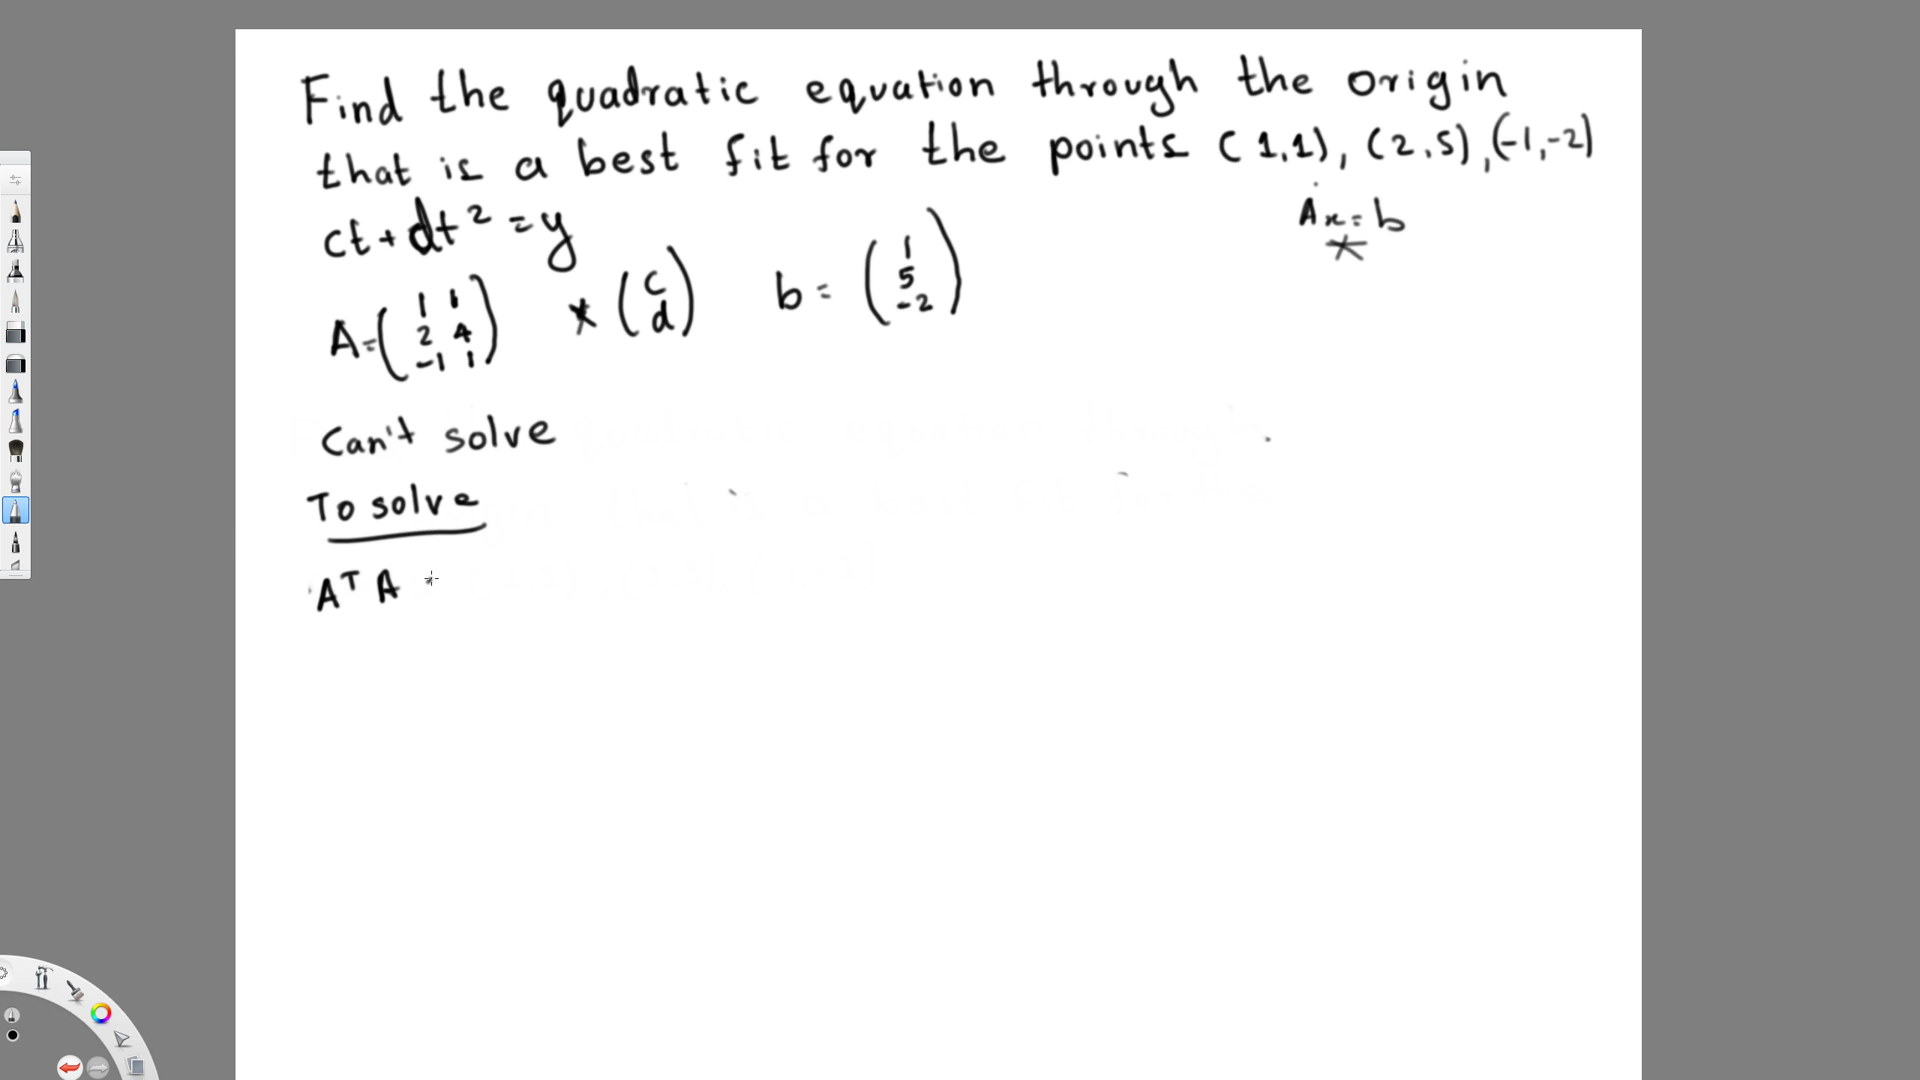 Find the quadratic equation through the origin
that is a best fit for the points (1,1), (2,5), (-1,-2)
ct + dt² = y
Ax = b
A = (1 1
2 4
-1 1)
x (c
d)
b = (1
5
-2)
Can't solve
To solve
Aᵀ A